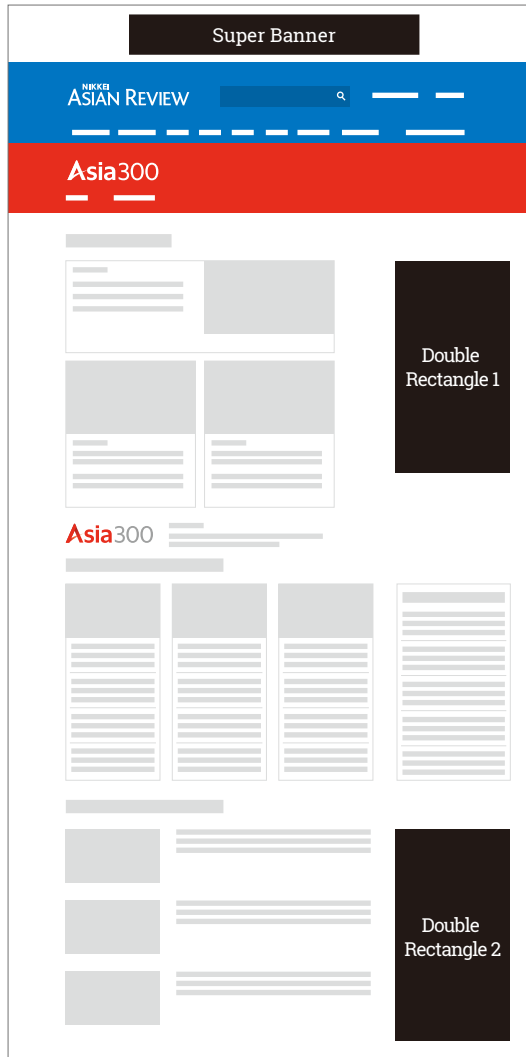 Super Banner
NIKKEI
ASIAN REVIEW
Asia300
Double
Rectangle 1
Asia300
Double
Rectangle 2